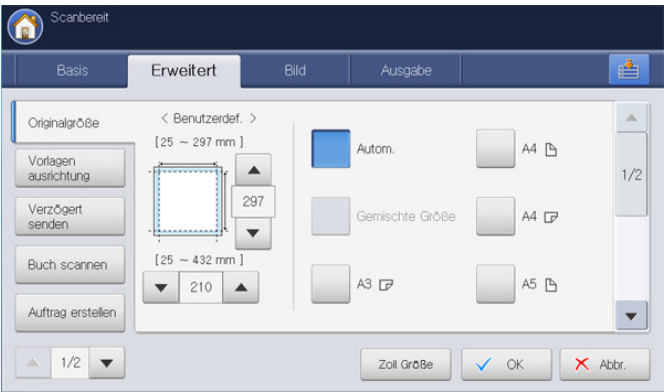 Scanbereit
Basis
Erweitert
Bild
Ausgabe
Originalgröße
Vorlagen
ausrichtung
Verzögert
senden
Buch scannen
Auftrag erstellen
1/2
< Benutzerdef. >
[25 ~ 297 mm ]
297
[25 ~ 432 mm ]
210
Autom.
A4
Gemischte Größe
A4
A3
A5
1/2
Zoll Größe
OK
Abbr.